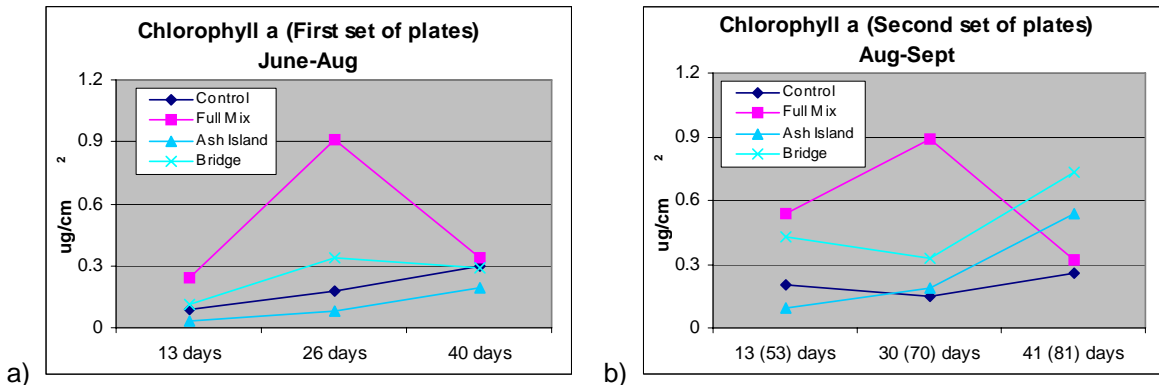 Chlorophyll a (First set of plates)
June-Aug
1.2
0.9
0.6
0.3
0
ug/cm 2
Control
Full Mix
Ash Island
Bridge
13 days 26 days 40 days
a)
Chlorophyll a (Second set of plates)
Aug-Sept
1.2
0.9
0.6
0.3
0
ug/cm 2
Control
Full Mix
Ash Island
Bridge
13 (53) days 30 (70) days 41 (81) days
b)